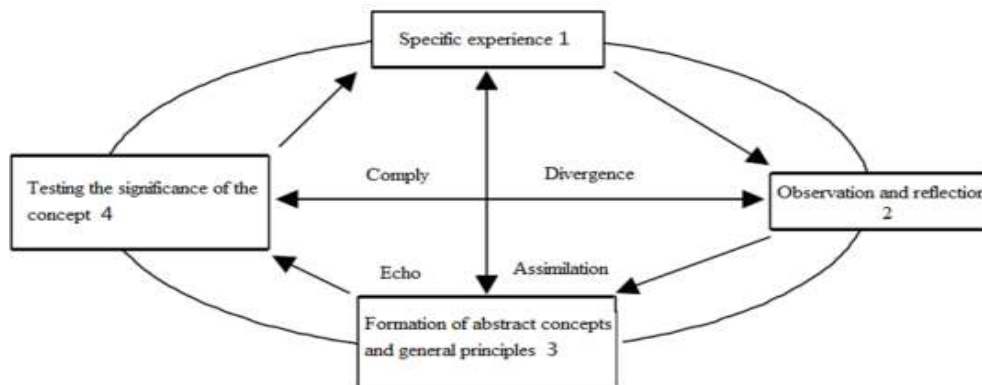 Specific experience 1
Testing the significance of the
concept 4
Comply
Divergence
Observation and reflection
2
Echo
Assimilation
Formation of abstract concepts
and general principles 3